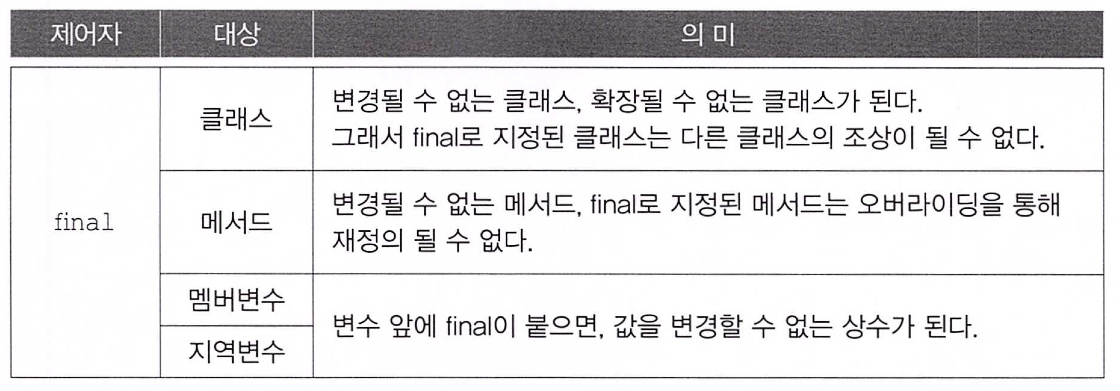 제어자 대상 의 미
클래스
변경될 수 없는 클래스, 확장될 수 없는 클래스가 된다.
그래서 final로 지정된 클래스는 다른 클래스의 조상이 될 수 없다.
final
메서드
변경될 수 없는 메서드, final로 지정된 메서드는 오버라이딩을 통해
재정의 될 수 없다.
멤버변수
변수 앞에 final이 붙으면, 값을 변경할 수 없는 상수가 된다.
지역변수